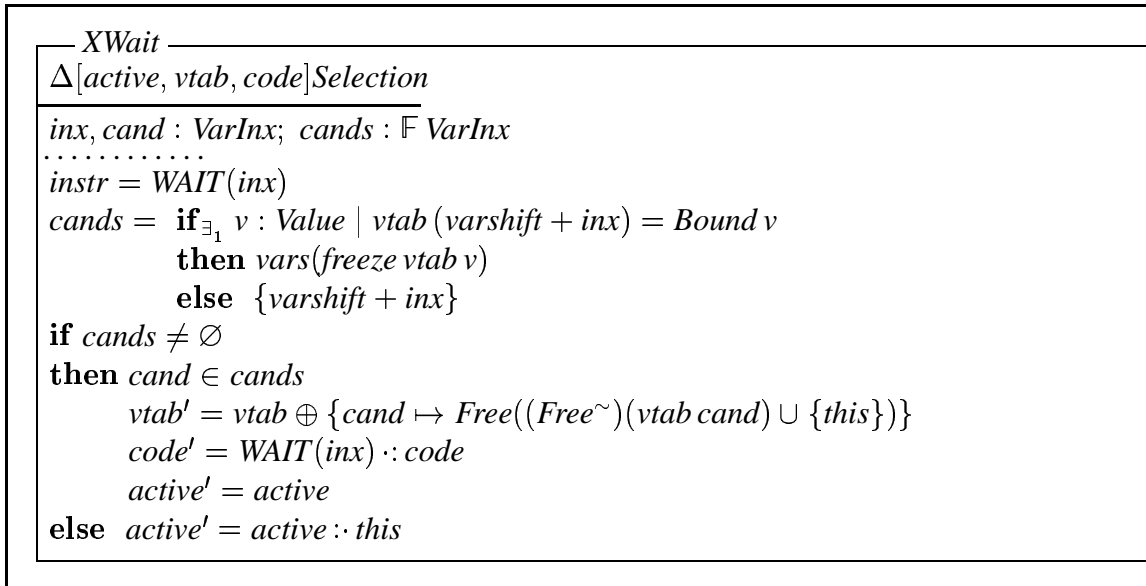 XWait
Δ[active, vtab, code]Selection
inx, cand : VarInx; cands : 𝔽 VarInx
instr = WAIT(inx)
cands = if ∃₁ v : Value | vtab (varshift + inx) = Bound v
then vars(freeze vtab v)
else {varshift + inx}
if cands ≠ ∅
then cand ∈ cands
vtab′ = vtab ⊕ {cand ↦ Free((Free∼)(vtab cand) ∪ {this})}
code′ = WAIT(inx) ·: code
active′ = active
else active′ = active :· this